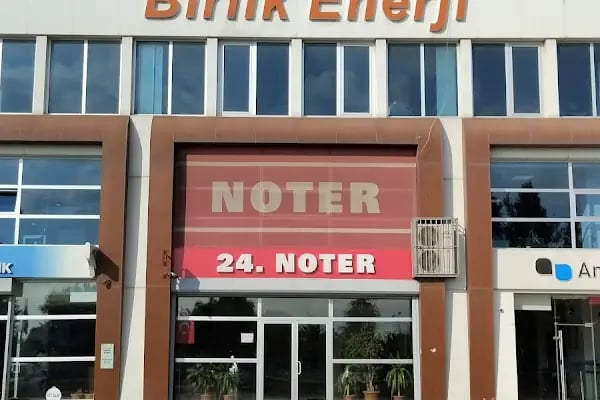 Birlik Enerji
NOTER
24. NOTER